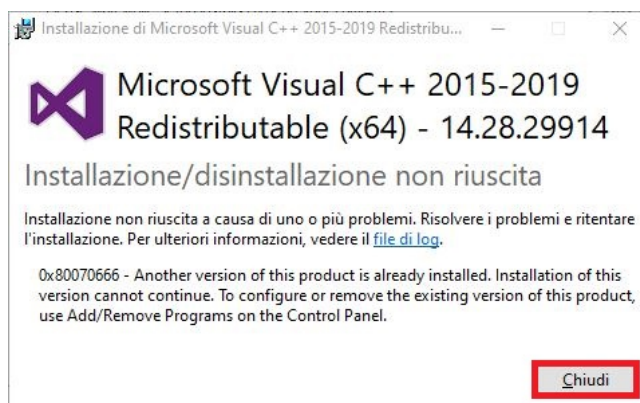 Installazione di Microsoft Visual C++ 2015-2019 Redistribu...
Microsoft Visual C++ 2015-2019
Redistributable (x64) - 14.28.29914
Installazione/disinstallazione non riuscita
Installazione non riuscita a causa di uno o più problemi. Risolvere i problemi e ritentare
l'installazione. Per ulteriori informazioni, vedere il file di log.
0x80070666 - Another version of this product is already installed. Installation of this
version cannot continue. To configure or remove the existing version of this product,
use Add/Remove Programs on the Control Panel.
Chiudi